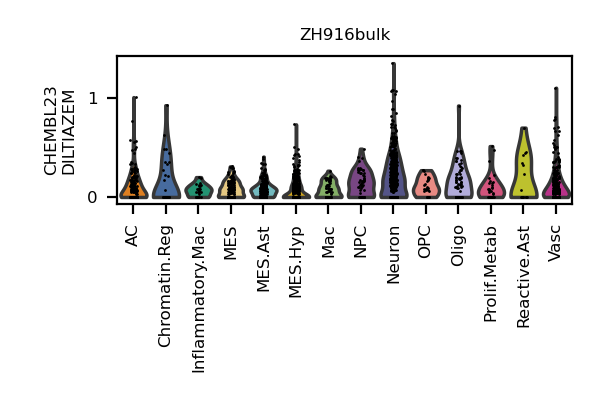 ZH916bulk
CHEMBL23
DILTIAZEM
1
0
AC
Chromatin.Reg
Inflammatory.Mac
MES
MES.Ast
MES.Hyp
Mac
NPC
Neuron
OPC
Oligo
Prolif.Metab
Reactive.Ast
Vasc